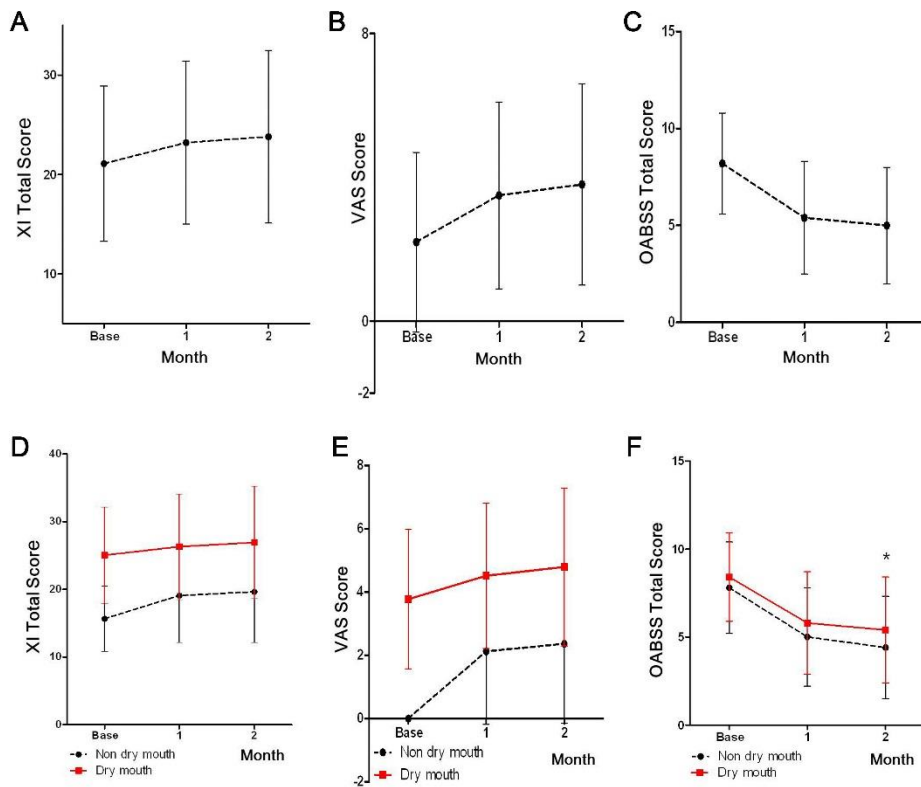 A
XI Total Score
30
20
10
Base
1
2
Month
B
VAS Score
8
0
-2
Base
1
2
Month
C
OABSS Total Score
15
10
5
0
Base
1
2
Month
D
XI Total Score
40
30
20
10
0
Base
1
2
Month
Non dry mouth
Dry mouth
E
VAS Score
8
6
4
2
0
-2
Base
1
2
Month
Non dry mouth
Dry mouth
F
OABSS Total Score
15
10
5
0
*
Base
1
2
Month
Non dry mouth
Dry mouth